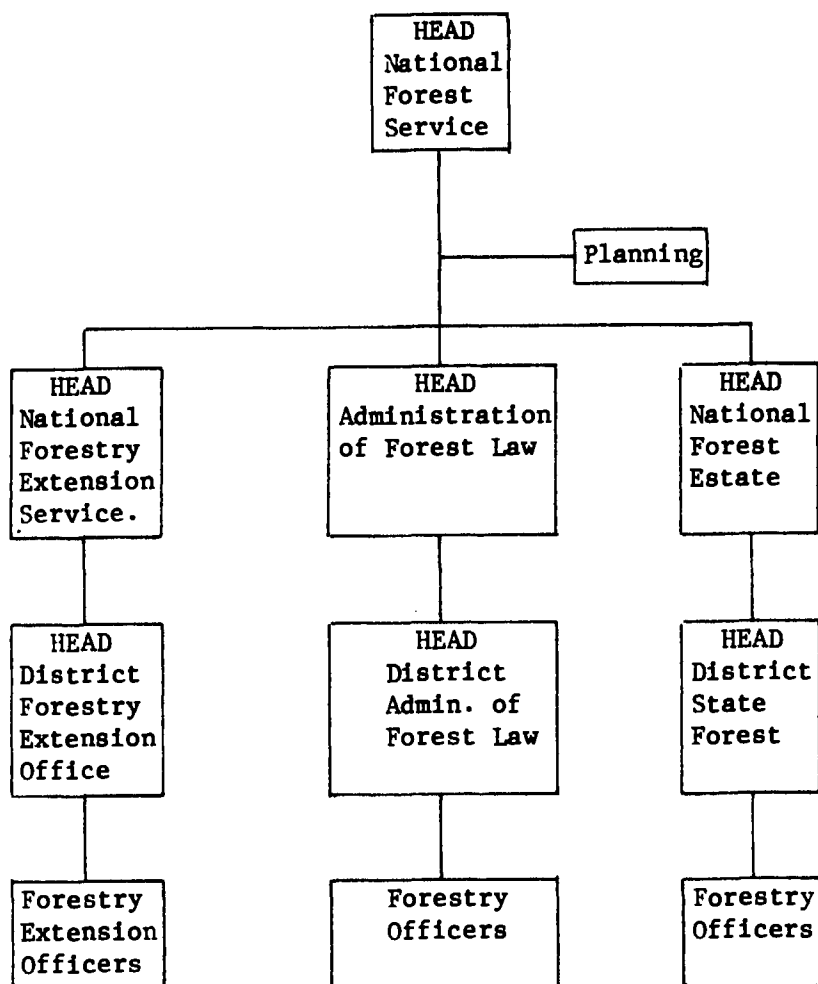 HEAD
National
Forest
Service
Planning
HEAD
National
Forestry
Extension
Service.
HEAD
Administration
of Forest Law
HEAD
National
Forest
Estate
HEAD
District
Forestry
Extension
Office
HEAD
District
Admin. of
Forest Law
HEAD
District
State
Forest
Forestry
Extension
Officers
Forestry
Officers
Forestry
Officers